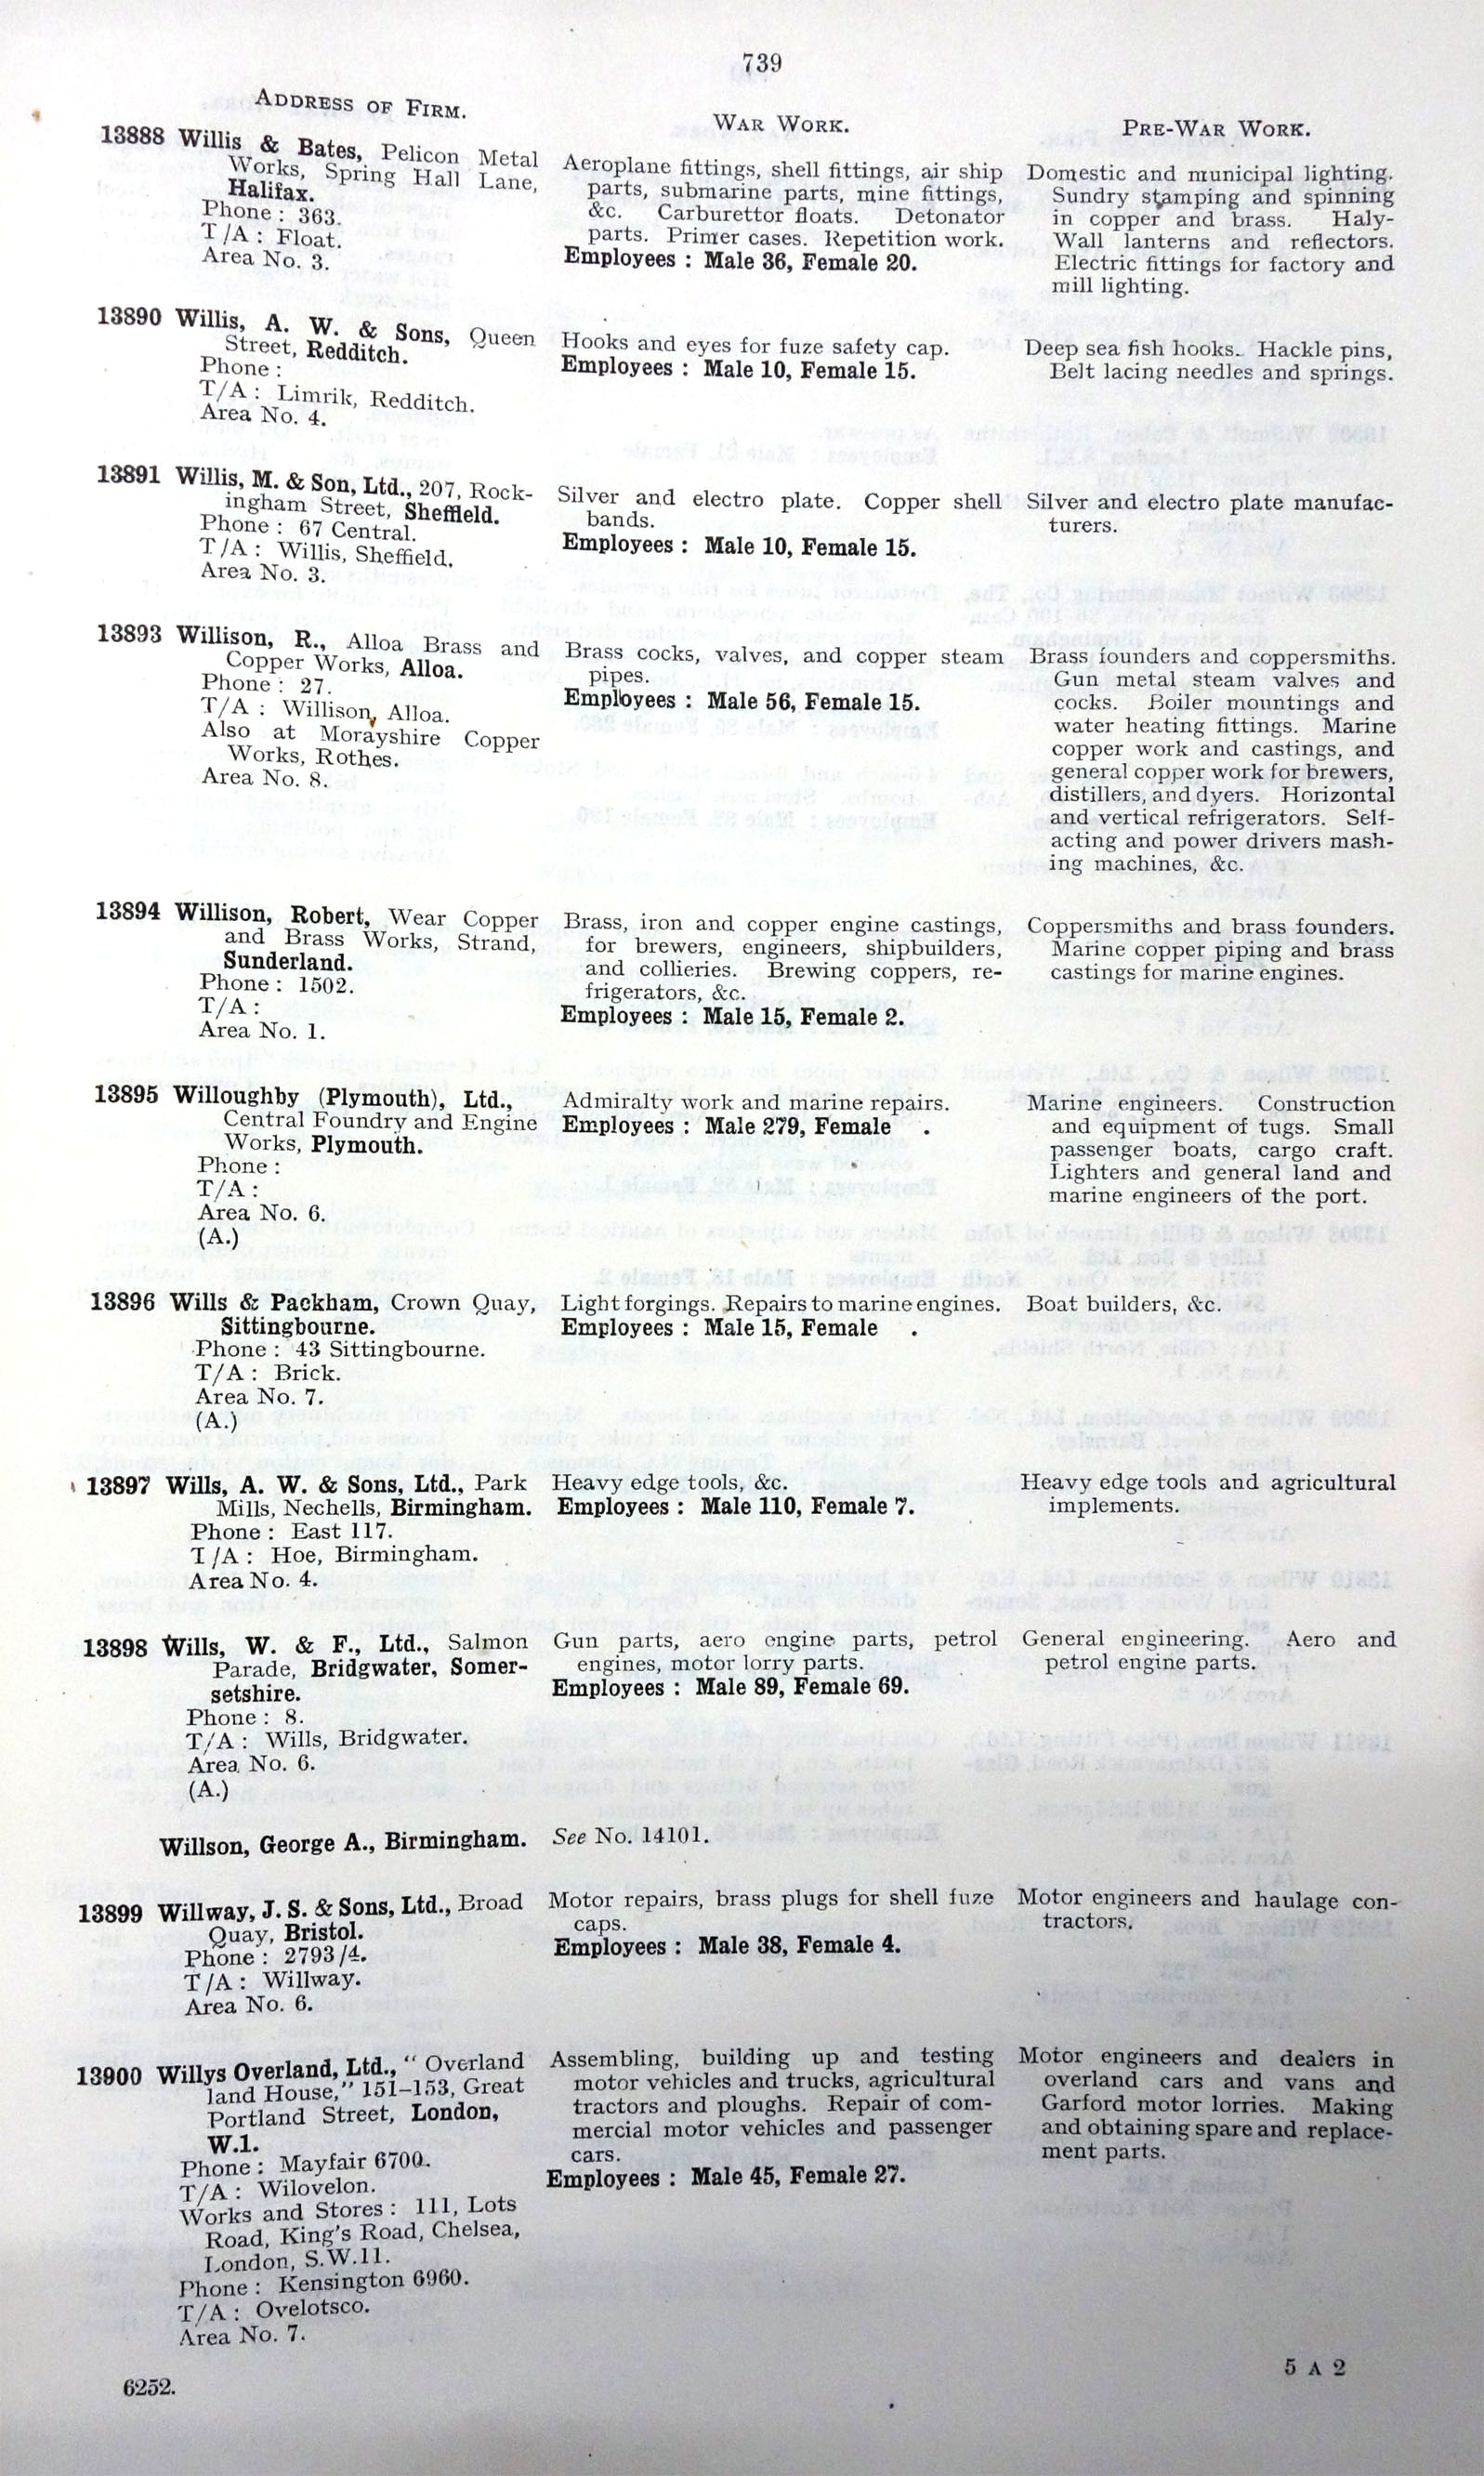 739
ADDRESS OF FIRM.
WAR WORK.
PRE-WAR WORK.
13888 Willis & Bates, Pelicon Metal
Works, Spring Hall Lane,
Halifax.
Phone : 363.
T/A : Float.
Area No. 3.
Aeroplane fittings, shell fittings, air ship
parts, submarine parts, mine fittings,
&c. Carburettor floats. Detonator
parts. Primer cases. Repetition work.
Employees : Male 36, Female 20.
Domestic and municipal lighting.
Sundry stamping and spinning
in copper and brass. Haly-
Wall lanterns and reflectors.
Electric fittings for factory and
mill lighting.
13890 Willis, A. W. & Sons, Queen
Street, Redditch.
Phone :
T/A : Limrik, Redditch.
Area No. 4.
Hooks and eyes for fuze safety cap.
Employees : Male 10, Female 15.
Deep sea fish hooks. Hackle pins,
Belt lacing needles and springs.
13891 Willis, M. & Son, Ltd., 207, Rock-
ingham Street, Sheffield.
Phone : 67 Central.
T/A : Willis, Sheffield.
Area No. 3.
Silver and electro plate. Copper shell
bands.
Employees : Male 10, Female 15.
Silver and electro plate manufac-
turers.
13893 Willison, R., Alloa Brass and
Copper Works, Alloa.
Phone : 27.
T/A : Willison, Alloa.
Also at Morayshire Copper
Works, Rothes.
Area No. 8.
Brass cocks, valves, and copper steam
pipes.
Employees : Male 56, Female 15.
Brass founders and coppersmiths.
Gun metal steam valves and
cocks. Boiler mountings and
water heating fittings. Marine
copper work and castings, and
general copper work for brewers,
distillers, and dyers. Horizontal
and vertical refrigerators. Self-
acting and power drivers mash-
ing machines, &c.
13894 Willison, Robert, Wear Copper
and Brass Works, Strand,
Sunderland.
Phone : 1502.
T/A :
Area No. 1.
Brass, iron and copper engine castings,
for brewers, engineers, shipbuilders,
and collieries. Brewing coppers, re-
frigerators, &c.
Employees : Male 15, Female 2.
Coppersmiths and brass founders.
Marine copper piping and brass
castings for marine engines.
13895 Willoughby (Plymouth), Ltd.,
Central Foundry and Engine
Works, Plymouth.
Phone :
T/A :
Area No. 6.
(A.)
Admiralty work and marine repairs.
Employees : Male 279, Female .
Marine engineers. Construction
and equipment of tugs. Small
passenger boats, cargo craft.
Lighters and general land and
marine engineers of the port.
13896 Wills & Packham, Crown Quay,
Sittingbourne.
Phone : 43 Sittingbourne.
T/A : Brick.
Area No. 7.
(A.)
Light forgings. Repairs to marine engines.
Employees : Male 15, Female .
Boat builders, &c.
13897 Wills, A. W. & Sons, Ltd., Park
Mills, Nechells, Birmingham.
Phone : East 117.
T/A : Hoe, Birmingham.
Area No. 4.
Heavy edge tools, &c.
Employees : Male 110, Female 7.
Heavy edge tools and agricultural
implements.
13898 Wills, W. & F., Ltd., Salmon
Parade, Bridgwater, Somer-
setshire.
Phone : 8.
T/A : Wills, Bridgwater.
Area No. 6.
(A.)
Gun parts, aero engine parts, petrol
engines, motor lorry parts.
Employees : Male 89, Female 69.
General engineering. Aero and
petrol engine parts.
Willson, George A., Birmingham. See No. 14101.
13899 Willway, J. S. & Sons, Ltd., Broad
Quay, Bristol.
Phone : 2793/4.
T/A : Willway.
Area No. 6.
Motor repairs, brass plugs for shell fuze
caps.
Employees : Male 38, Female 4.
Motor engineers and haulage con-
tractors.
13900 Willys Overland, Ltd., “ Overland
land House,” 151–153, Great
Portland Street, London,
W.1.
Phone : Mayfair 6700.
T/A : Wilovelon.
Works and Stores : 111, Lots
Road, King's Road, Chelsea,
London, S.W.11.
Phone : Kensington 6960.
T/A : Ovelotsco.
Area No. 7.
Assembling, building up and testing
motor vehicles and trucks, agricultural
tractors and ploughs. Repair of com-
mercial motor vehicles and passenger
cars.
Employees : Male 45, Female 27.
Motor engineers and dealers in
overland cars and vans and
Garford motor lorries. Making
and obtaining spare and replace-
ment parts.
6252.
5 A 2